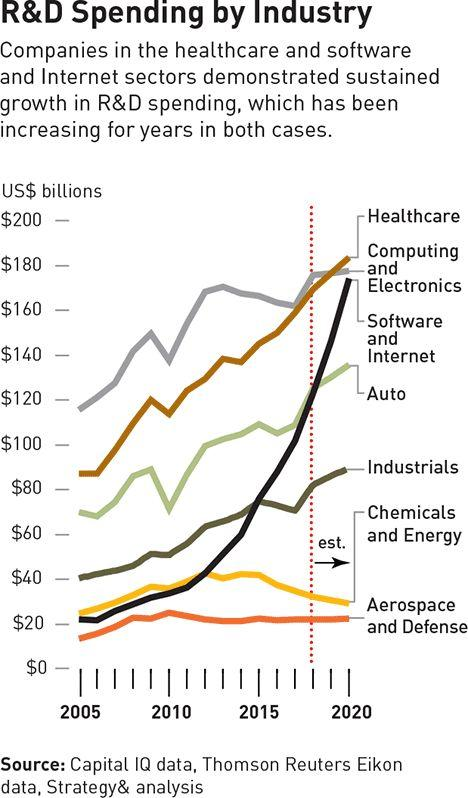 R&D Spending by Industry
Companies in the healthcare and software
and Internet sectors demonstrated sustained
growth in R&D spending, which has been
increasing for years in both cases.
US$ billions
$200
$180
$160
$140
$120
$100
$80
$60
$40
$20
$0
Healthcare
Computing
and
Electronics
Software
and
Internet
Auto
Industrials
Chemicals
and Energy
est.
Aerospace
and Defense
2005
2010
2015
2020
Source: Capital IQ data, Thomson Reuters Eikon
data, Strategy& analysis